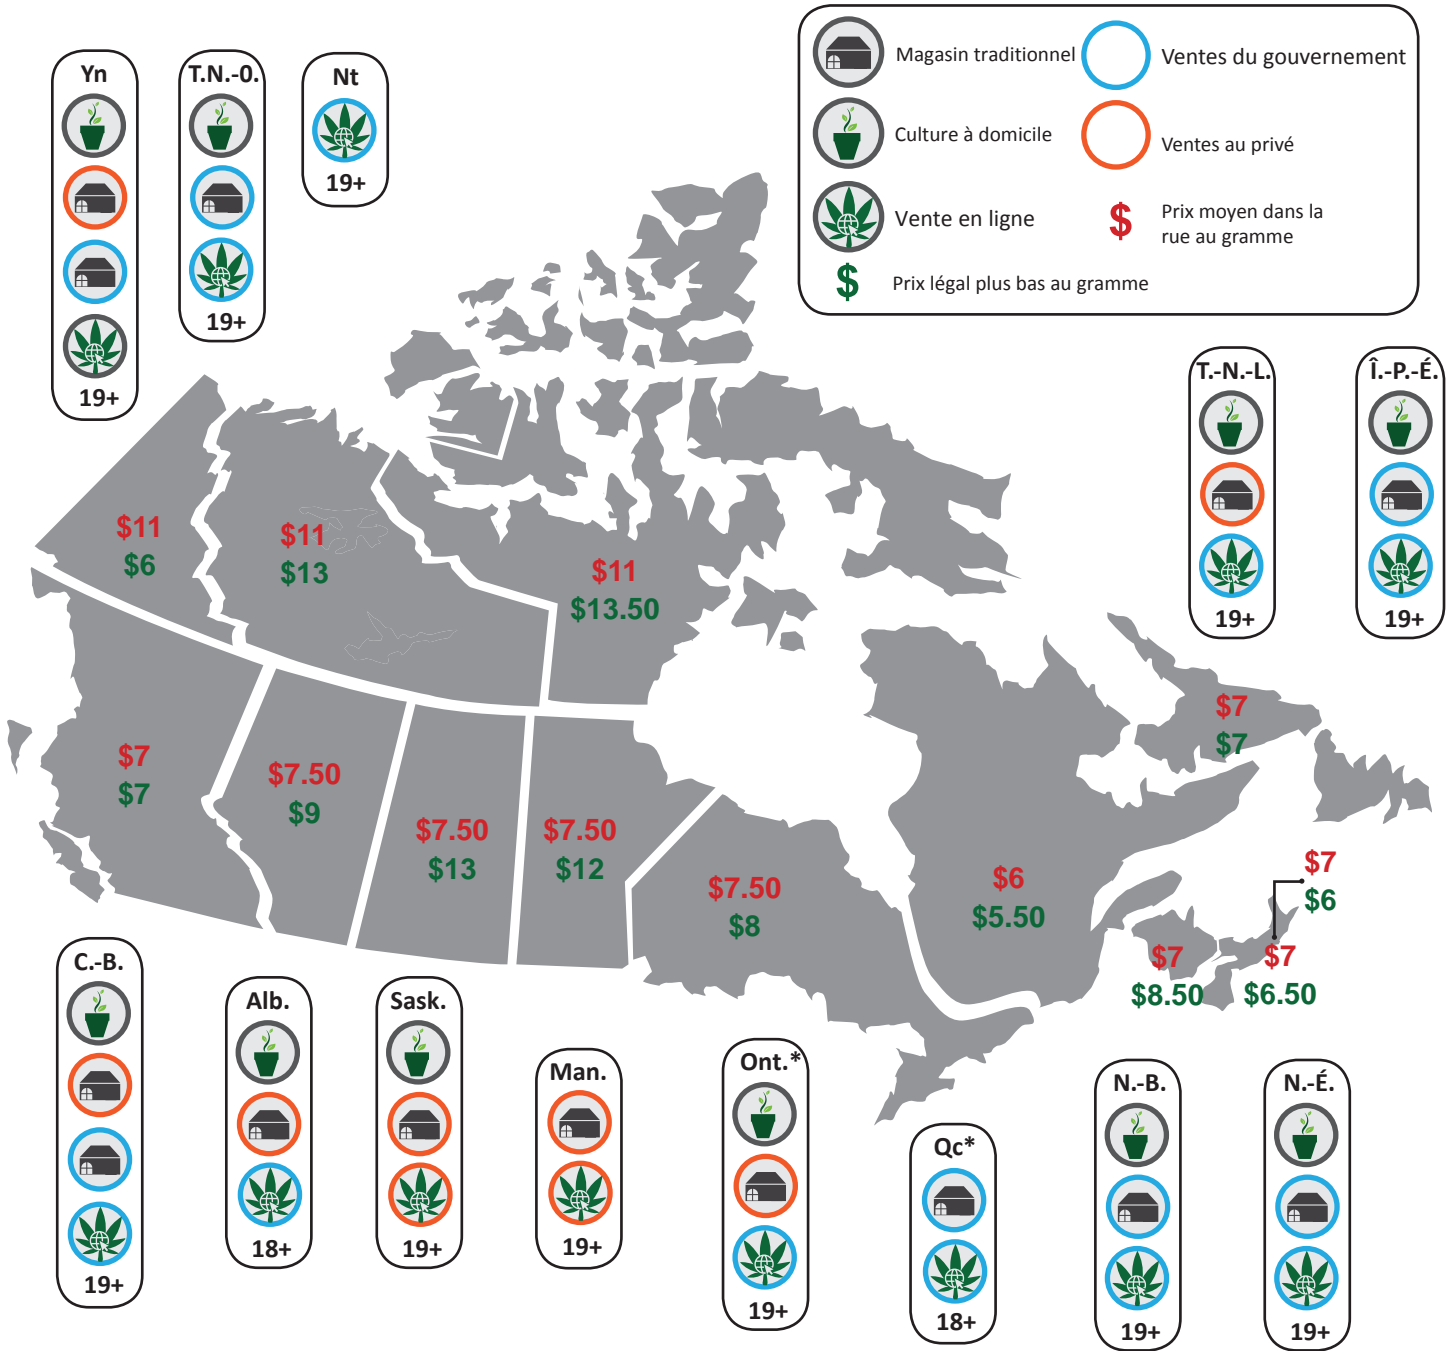 Magasin traditionnel
Ventes du gouvernement
Culture à domicile
Ventes au privé
Vente en ligne
$
Prix moyen dans la
rue au gramme
$
Prix légal plus bas au gramme
Yn
19+
T.N.-0.
19+
Nt
19+
T.-N.-L.
19+
Î.-P.-É.
19+
$11
$6
$11
$13
$11
$13.50
$7
$7
$7.50
$9
$7.50
$13
$7.50
$12
$7.50
$8
$6
$5.50
$7
$7
$7
$6
$7
$8.50
$7
$6.50
C.-B.
19+
Alb.
18+
Sask.
19+
Man.
19+
Ont.*
19+
Qc*
18+
N.-B.
19+
N.-É.
19+